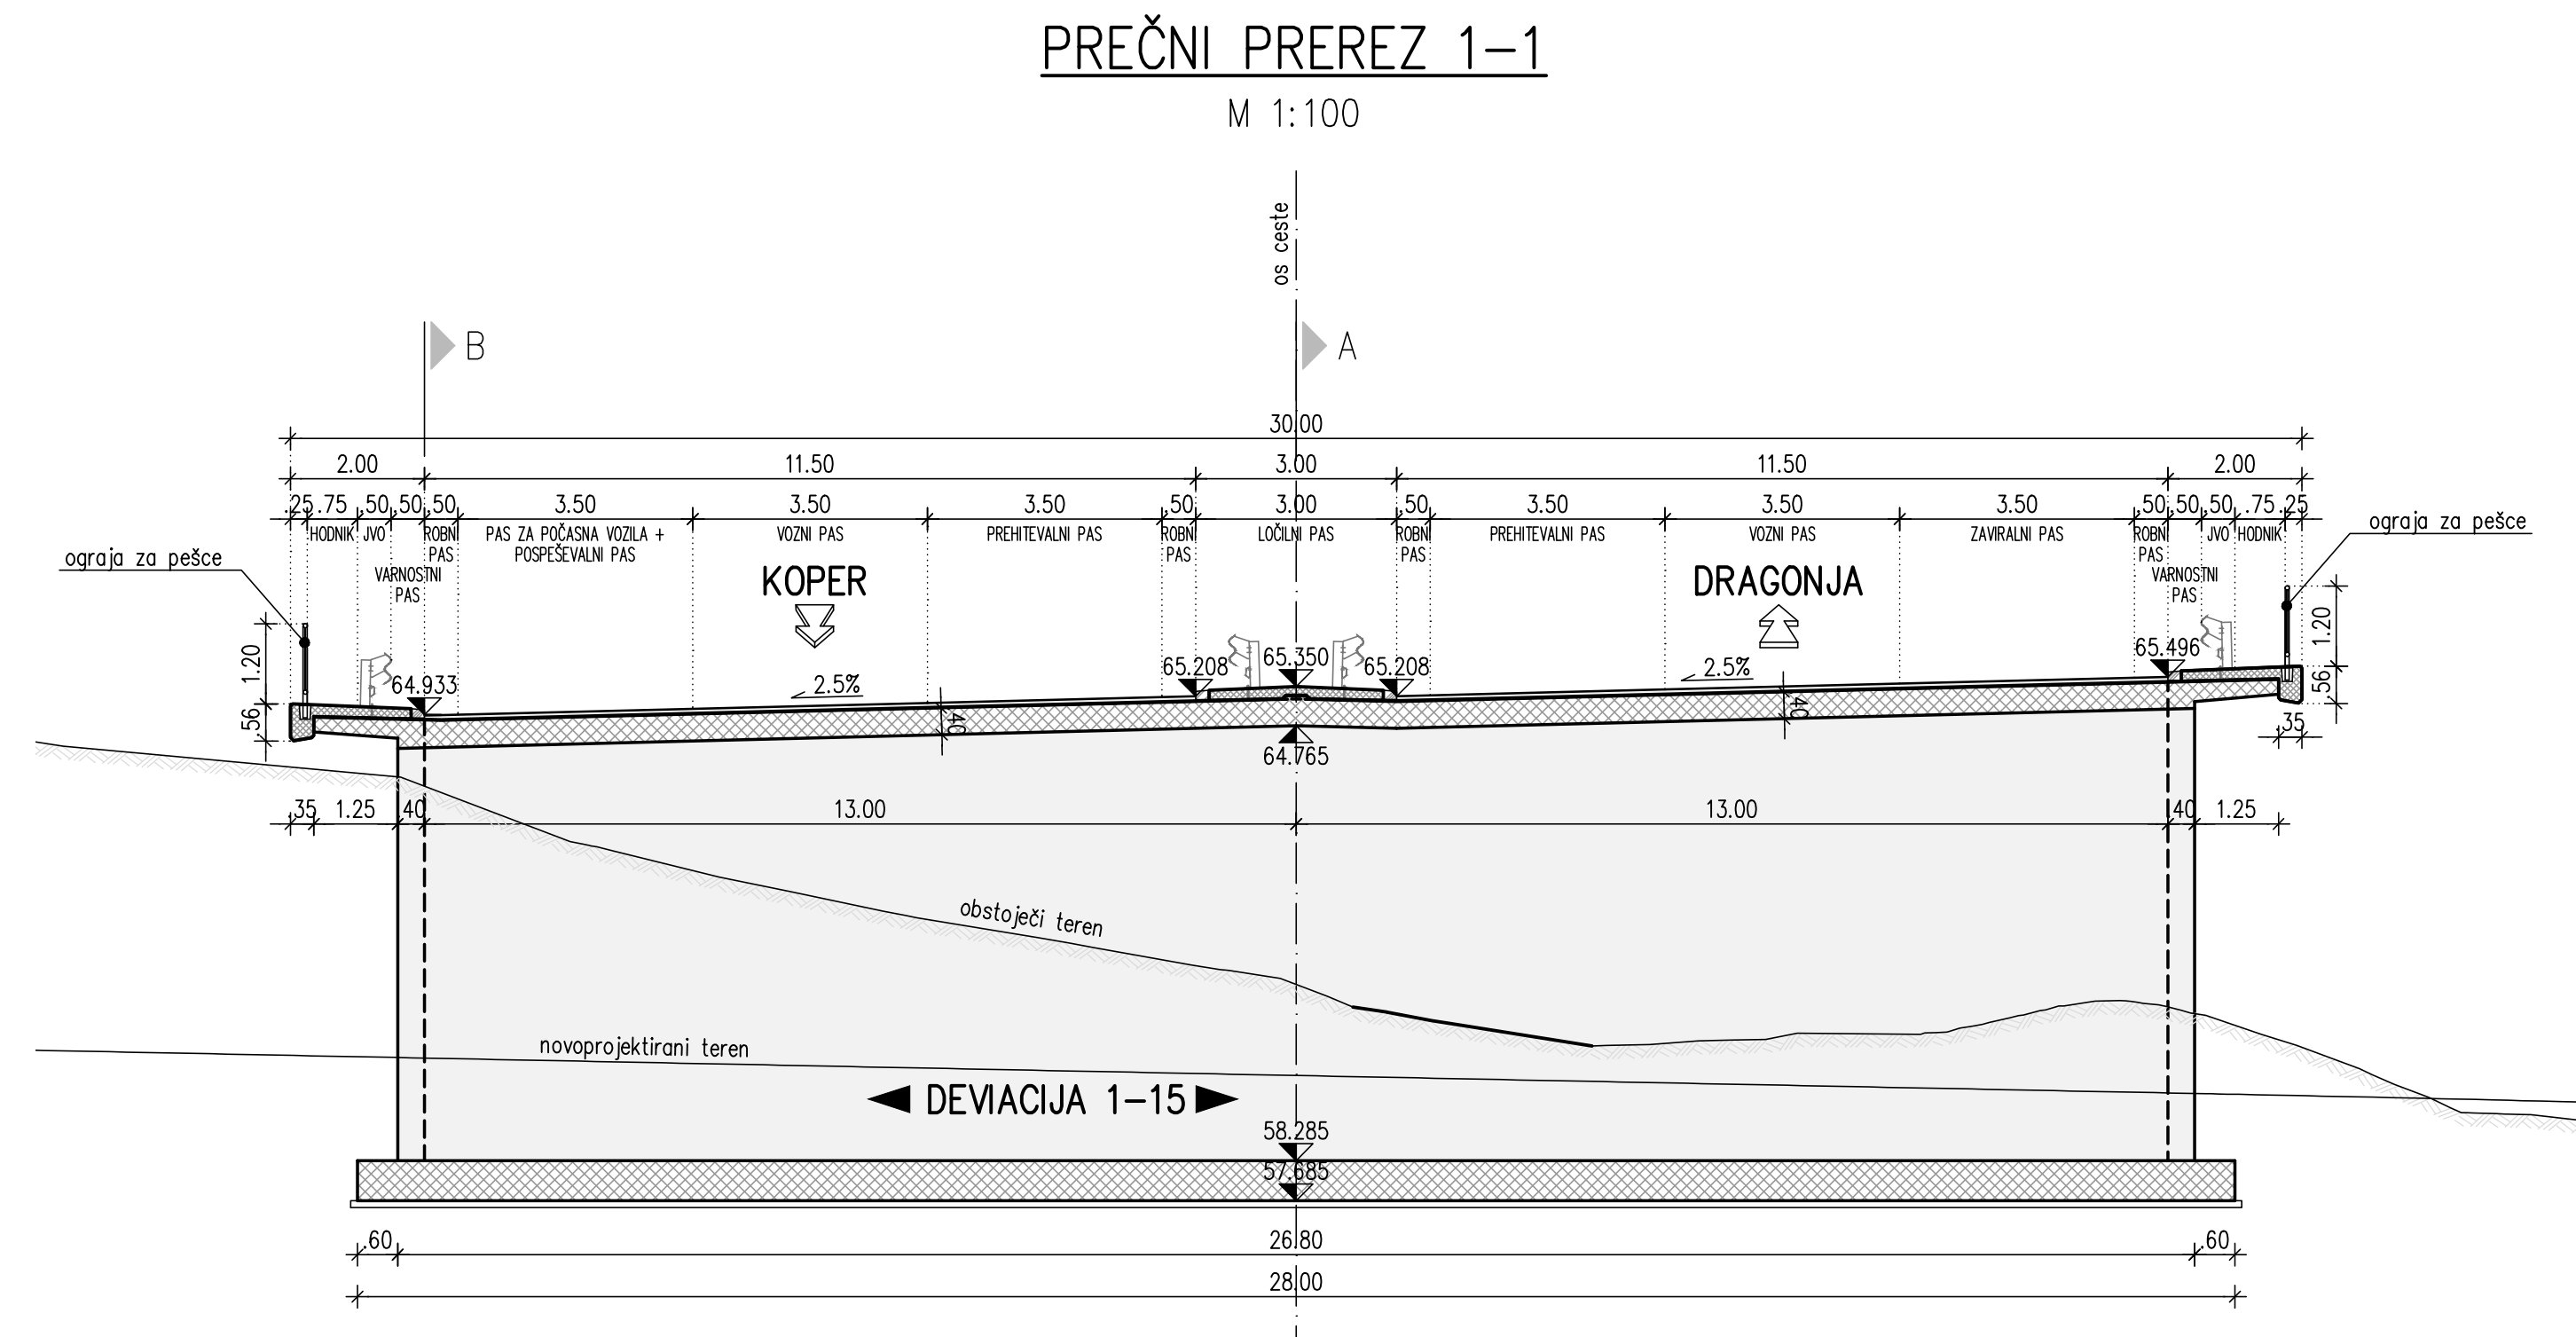 PREČNI PREREZ 1-1
M 1:100
os ceste
B
A
30.00
2.00 11.50 3.00 11.50 2.00
.25 .75 .50 .50 .50 3.50 3.50 3.50 .50 3.00 .50 3.50 3.50 3.50 .50 .50 .50 .75 .25
HODNIK JVO ROBNI PAS ZA POČASNA VOZILA + VOZNI PAS PREHITEVALNI PAS ROBNI LOČILNI PAS ROBNI PREHITEVALNI PAS VOZNI PAS ZAVIRALNI PAS ROBNI JVO HODNIK
PAS POSPEŠEVALNI PAS PAS PAS PAS
VARNOSTNI VARNOSTNI
PAS PAS
ograja za pešce
ograja za pešce
KOPER
DRAGONJA
1.20
.56
64.933
2.5%
40
65.208
65.350
65.208
2.5%
40
65.496
1.20
.56
.35
64.765
.35 1.25 40 13.00 13.00 40 1.25
obstoječi teren
novoprojektirani teren
DEVIACIJA 1-15
58.285
57.685
.60 26.80 .60
28.00